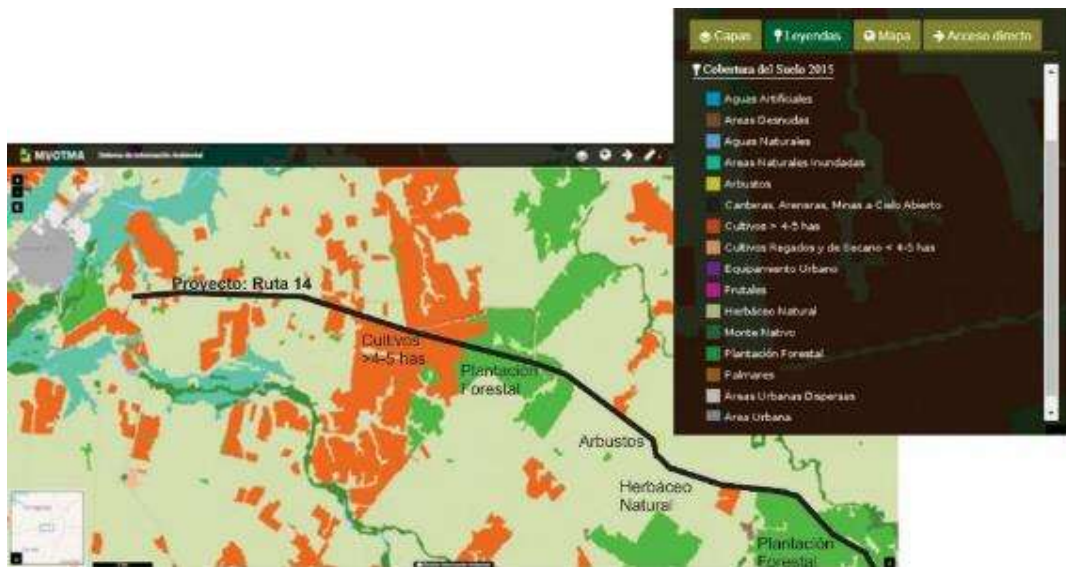 Capas
Leyendas
Mapa
Acceso directo
Cobertura del Suelo 2015
Aguas Artificiales
Areas Desnudas
Aguas Naturales
Areas Naturales Inundadas
Arbustos
Canteras, Areneras, Minas a Cielo Abierto
Cultivos > 4-5 has
Cultivos Regados y de Secano < 4-5 has
Equipamiento Urbano
Frutales
Herbáceo Natural
Monte Nativo
Plantación Forestal
Palmares
Areas Urbanas Dispersas
Area Urbana
MVOTMA
Sistema de Información Ambiental
Proyecto: Ruta 14
Cultivos
>4-5 has
Plantación
Forestal
Arbustos
Herbáceo
Natural
Plantación
Forestal